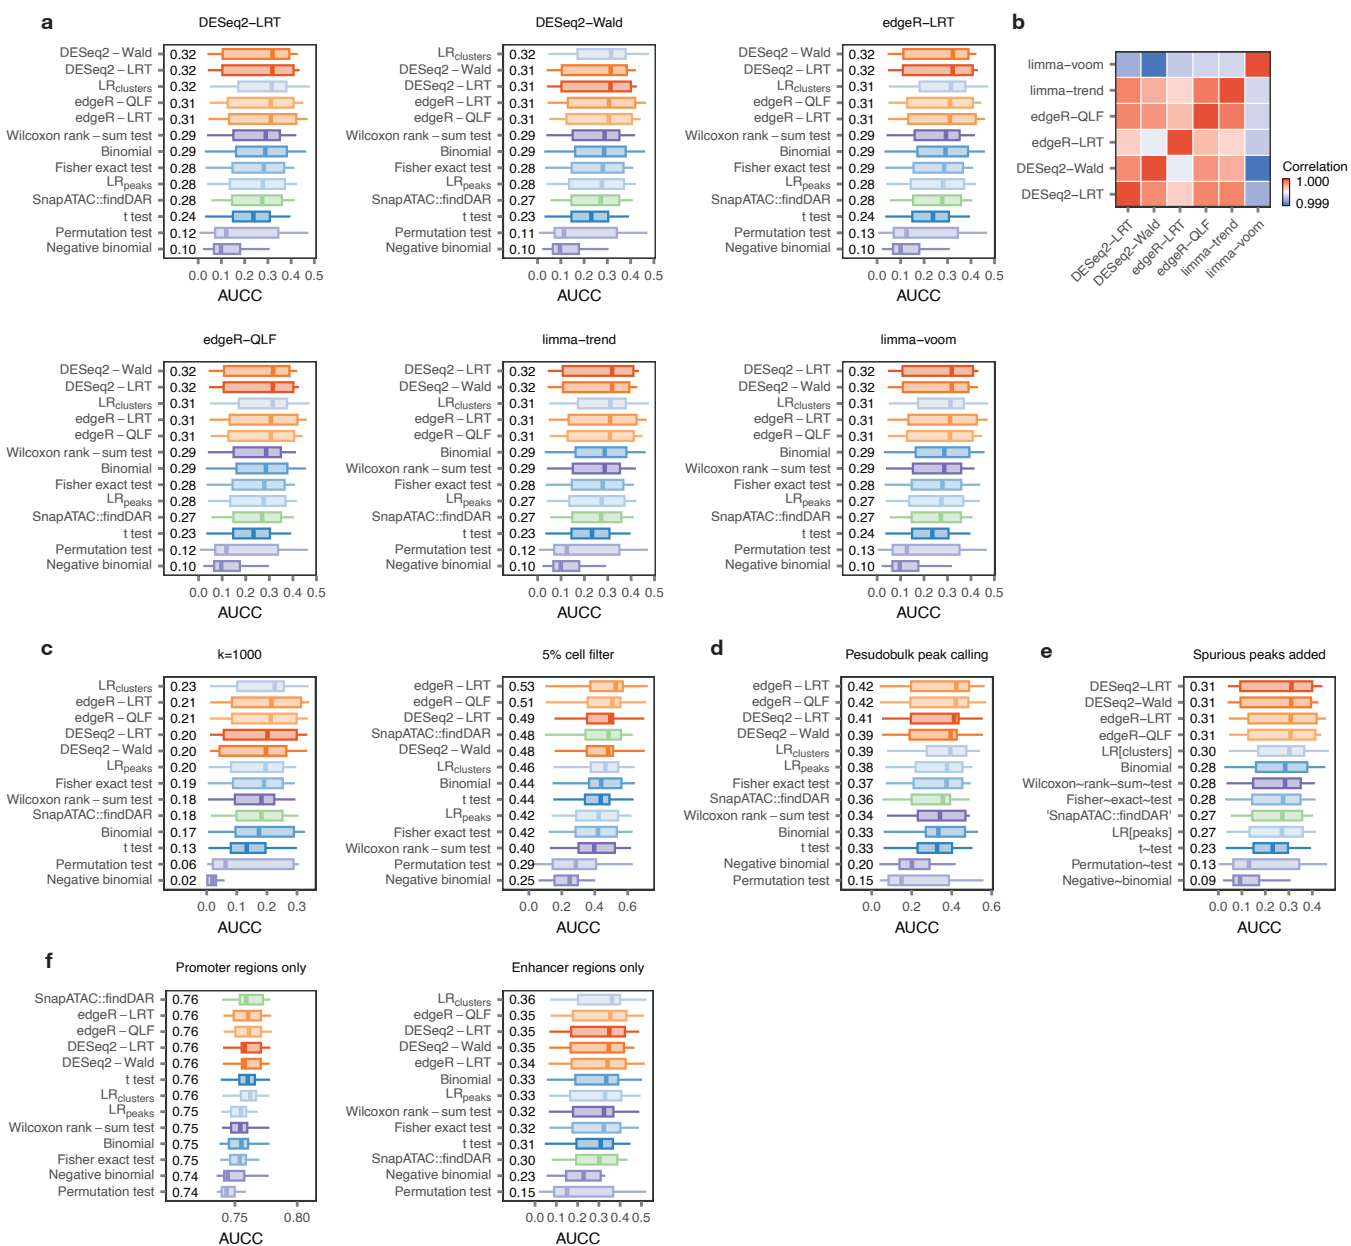 a
DESeq2–LRT
DESeq2–Wald 0.32
DESeq2–LRT 0.32
LRclusters 0.32
edgeR–QLF 0.31
edgeR–LRT 0.31
Wilcoxon rank–sum test 0.29
Binomial 0.29
Fisher exact test 0.28
LRpeaks 0.28
SnapATAC::findDAR 0.28
t test 0.24
Permutation test 0.12
Negative binomial 0.10
0.0 0.1 0.2 0.3 0.4 0.5
AUCC
DESeq2–Wald
LRclusters 0.32
DESeq2–Wald 0.31
DESeq2–LRT 0.31
edgeR–LRT 0.31
edgeR–QLF 0.31
Wilcoxon rank–sum test 0.29
Binomial 0.29
Fisher exact test 0.28
LRpeaks 0.28
SnapATAC::findDAR 0.27
t test 0.23
Permutation test 0.11
Negative binomial 0.10
0.0 0.1 0.2 0.3 0.4 0.5
AUCC
edgeR–LRT
DESeq2–Wald 0.32
DESeq2–LRT 0.32
LRclusters 0.31
edgeR–QLF 0.31
edgeR–LRT 0.31
Wilcoxon rank–sum test 0.29
Binomial 0.29
Fisher exact test 0.29
LRpeaks 0.28
SnapATAC::findDAR 0.28
t test 0.24
Permutation test 0.13
Negative binomial 0.10
0.0 0.1 0.2 0.3 0.4 0.5
AUCC
b
limma–voom
limma–trend
edgeR–QLF
edgeR–LRT
DESeq2–Wald
DESeq2–LRT
DESeq2–LRT
DESeq2–Wald
edgeR–LRT
edgeR–QLF
limma–trend
limma–voom
Correlation
1.000
0.999
edgeR–QLF
DESeq2–Wald 0.32
DESeq2–LRT 0.32
LRclusters 0.31
edgeR–LRT 0.31
edgeR–QLF 0.31
Wilcoxon rank–sum test 0.29
Binomial 0.29
Fisher exact test 0.28
LRpeaks 0.28
SnapATAC::findDAR 0.27
t test 0.23
Permutation test 0.12
Negative binomial 0.10
0.0 0.1 0.2 0.3 0.4 0.5
AUCC
limma–trend
DESeq2–LRT 0.32
DESeq2–Wald 0.32
LRclusters 0.31
edgeR–LRT 0.31
edgeR–QLF 0.31
Binomial 0.29
Wilcoxon rank–sum test 0.29
Fisher exact test 0.28
LRpeaks 0.27
SnapATAC::findDAR 0.27
t test 0.23
Permutation test 0.12
Negative binomial 0.10
0.0 0.1 0.2 0.3 0.4 0.5
AUCC
limma–voom
DESeq2–LRT 0.32
DESeq2–Wald 0.32
LRclusters 0.31
edgeR–LRT 0.31
edgeR–QLF 0.31
Binomial 0.29
Wilcoxon rank–sum test 0.29
Fisher exact test 0.28
LRpeaks 0.27
SnapATAC::findDAR 0.27
t test 0.24
Permutation test 0.13
Negative binomial 0.10
0.0 0.1 0.2 0.3 0.4 0.5
AUCC
c
k=1000
LRclusters 0.23
edgeR–LRT 0.21
edgeR–QLF 0.21
DESeq2–LRT 0.20
DESeq2–Wald 0.20
LRpeaks 0.20
Fisher exact test 0.19
Wilcoxon rank–sum test 0.18
SnapATAC::findDAR 0.18
Binomial 0.17
t test 0.13
Permutation test 0.06
Negative binomial 0.02
0.0 0.1 0.2 0.3
AUCC
5% cell filter
edgeR–LRT 0.53
edgeR–QLF 0.51
DESeq2–LRT 0.49
SnapATAC::findDAR 0.48
DESeq2–Wald 0.48
LRclusters 0.46
Binomial 0.44
t test 0.44
LRpeaks 0.42
Fisher exact test 0.42
Wilcoxon rank–sum test 0.40
Permutation test 0.29
Negative binomial 0.25
0.0 0.2 0.4 0.6
AUCC
d
Pesudobulk peak calling
edgeR–LRT 0.42
edgeR–QLF 0.42
DESeq2–LRT 0.41
DESeq2–Wald 0.39
LRclusters 0.39
LRpeaks 0.38
Fisher exact test 0.37
SnapATAC::findDAR 0.36
Wilcoxon rank–sum test 0.34
Binomial 0.33
t test 0.33
Negative binomial 0.20
Permutation test 0.15
0.0 0.2 0.4 0.6
AUCC
e
Spurious peaks added
DESeq2–LRT 0.31
DESeq2–Wald 0.31
edgeR–LRT 0.31
edgeR–QLF 0.31
LR[clusters] 0.30
Binomial 0.28
Wilcoxon~rank–sum~test 0.28
Fisher~exact~test 0.28
'SnapATAC::findDAR' 0.27
LR[peaks] 0.27
t~test 0.23
Permutation~test 0.13
Negative~binomial 0.09
0.0 0.1 0.2 0.3 0.4
AUCC
f
Promoter regions only
SnapATAC::findDAR 0.76
edgeR–LRT 0.76
edgeR–QLF 0.76
DESeq2–LRT 0.76
DESeq2–Wald 0.76
t test 0.76
LRclusters 0.76
LRpeaks 0.75
Wilcoxon rank–sum test 0.75
Binomial 0.75
Fisher exact test 0.75
Negative binomial 0.74
Permutation test 0.74
0.75 0.80
AUCC
Enhancer regions only
LRclusters 0.36
edgeR–QLF 0.35
DESeq2–LRT 0.35
DESeq2–Wald 0.35
edgeR–LRT 0.34
Binomial 0.33
LRpeaks 0.33
Wilcoxon rank–sum test 0.32
Fisher exact test 0.32
t test 0.31
SnapATAC::findDAR 0.30
Negative binomial 0.23
Permutation test 0.15
0.0 0.1 0.2 0.3 0.4 0.5
AUCC